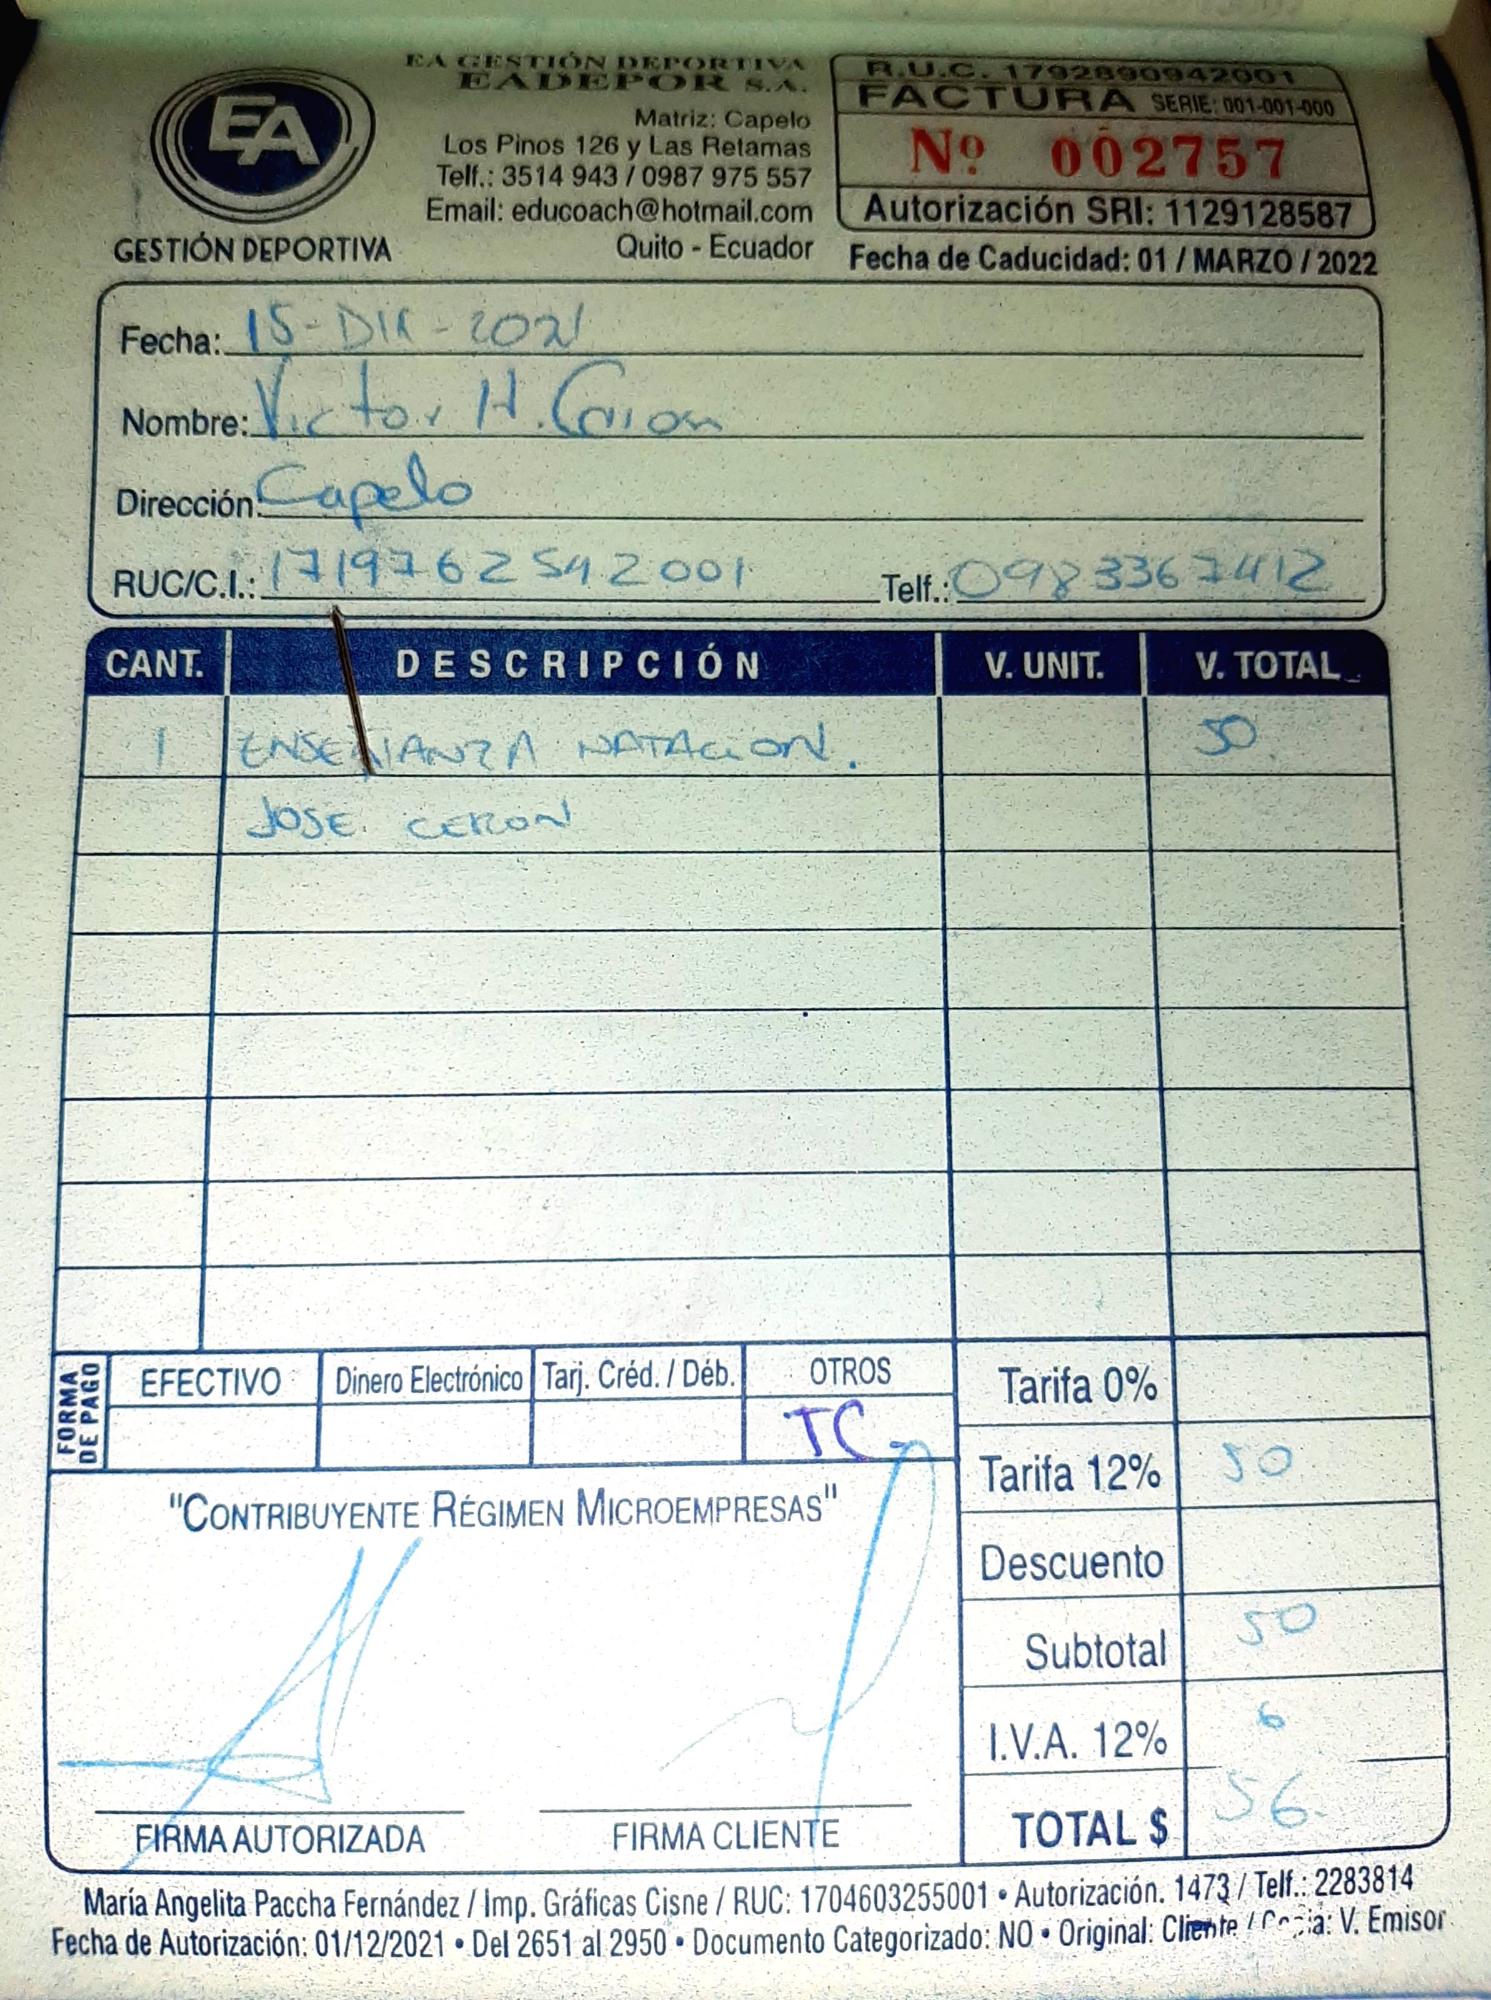 EA
GESTIÓN DEPORTIVA
EA GESTIÓN DEPORTIVA
EADEPOR S.A.
Matriz: Capelo
Los Pinos 126 y Las Retamas
Telf.: 3514 943 / 0987 975 557
Email: educoach@hotmail.com
Quito - Ecuador
R.U.C. 1792890942001
FACTURA SERIE: 001-001-000
Nº 002757
Autorización SRI: 1129128587
Fecha de Caducidad: 01 / MARZO / 2022
Fecha: 15-DIC-2021
Nombre: Victor H. Ceron
Dirección: Capelo
RUC/C.I.: 1719762542001 Telf.: 0983367412
CANT. DESCRIPCIÓN V. UNIT. V. TOTAL
1 ENSEÑANZA NATACION. 50
JOSE CERON
FORMA DE PAGO
EFECTIVO Dinero Electrónico Tarj. Créd. / Déb. OTROS
TC
Tarifa 0%
Tarifa 12% 50
Descuento
Subtotal 50
I.V.A. 12% 6
TOTAL $ 56
"CONTRIBUYENTE RÉGIMEN MICROEMPRESAS"
FIRMA AUTORIZADA FIRMA CLIENTE
María Angelita Paccha Fernández / Imp. Gráficas Cisne / RUC: 1704603255001 • Autorización. 1473 / Telf.: 2283814
Fecha de Autorización: 01/12/2021 • Del 2651 al 2950 • Documento Categorizado: NO • Original: Cliente / Copia: V. Emisor